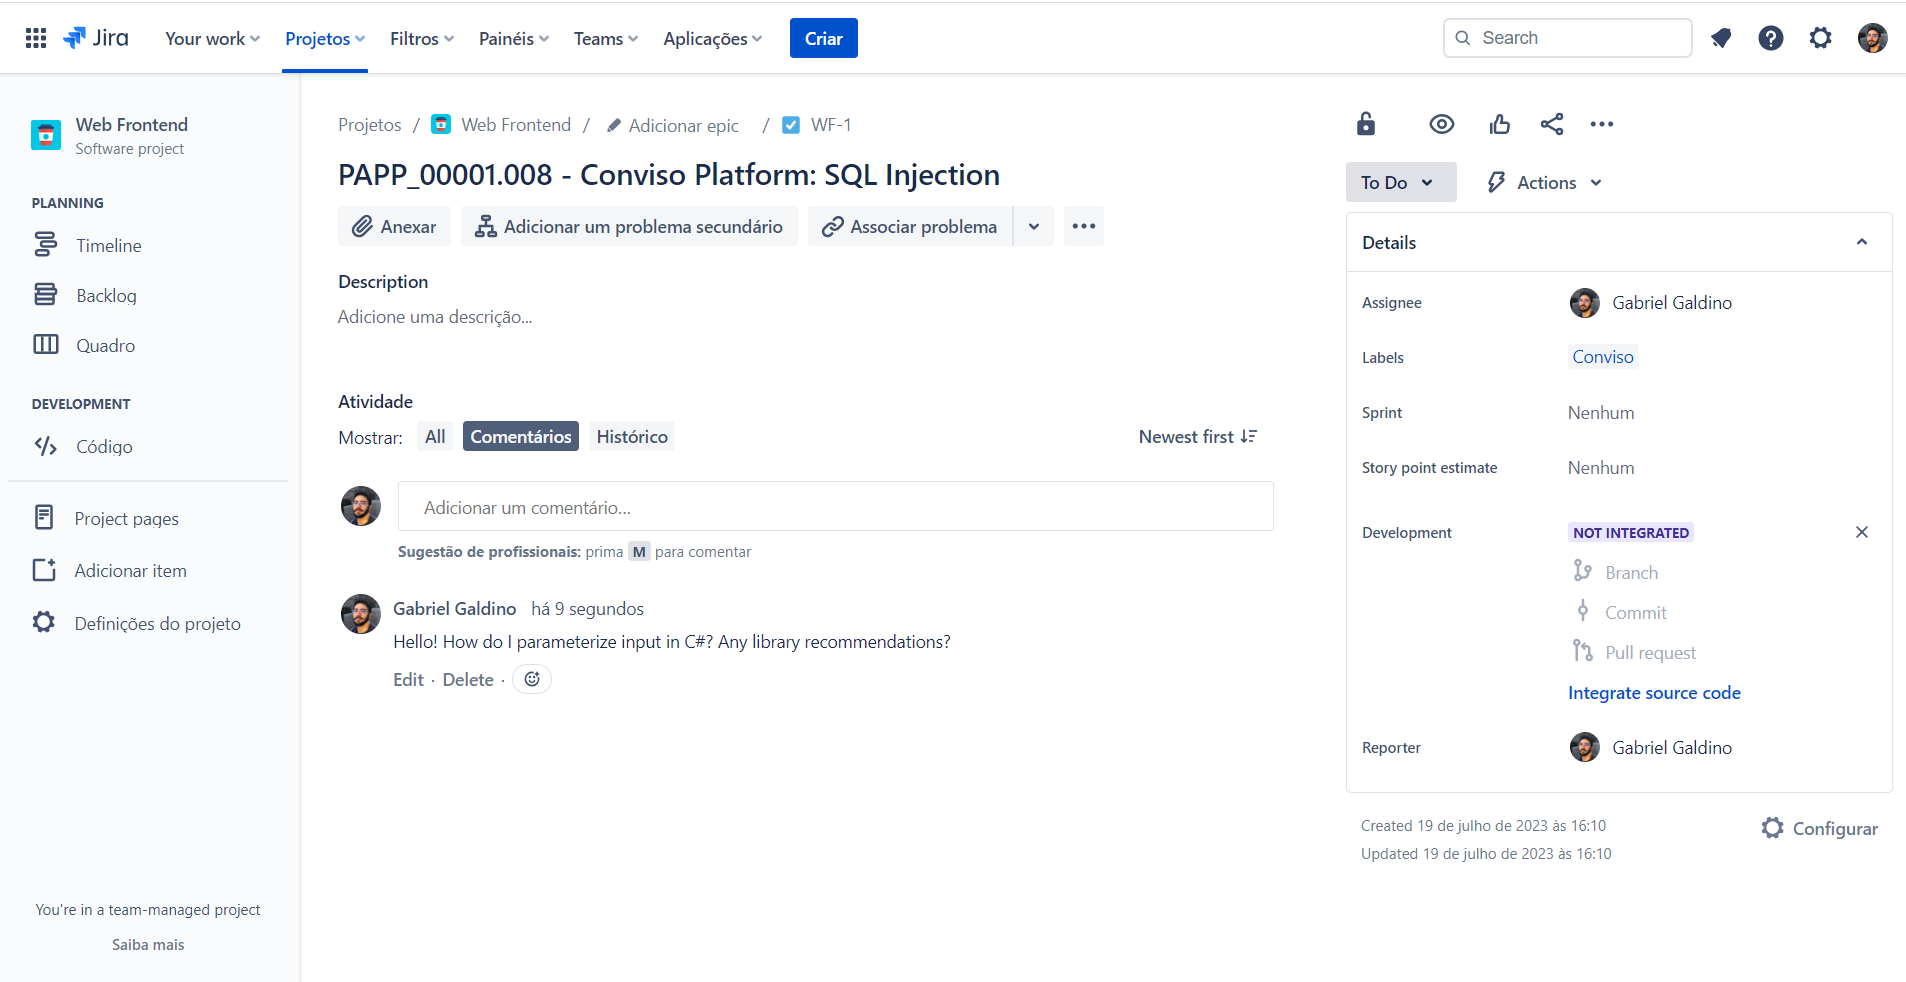 Jira
Your work
Projetos
Filtros
Painéis
Teams
Aplicações
Criar
Search
Web Frontend
Software project
PLANNING
Timeline
Backlog
Quadro
DEVELOPMENT
Código
Project pages
Adicionar item
Definições do projeto
You're in a team-managed project
Saiba mais
Projetos / Web Frontend / Adicionar epic / WF-1
PAPP_00001.008 - Conviso Platform: SQL Injection
Anexar
Adicionar um problema secundário
Associar problema
Description
Adicione uma descrição...
Atividade
Mostrar: All Comentários Histórico
Newest first
Adicionar um comentário...
Sugestão de profissionais: prima M para comentar
Gabriel Galdino há 9 segundos
Hello! How do I parameterize input in C#? Any library recommendations?
Edit · Delete ·
To Do
Actions
Details
Assignee Gabriel Galdino
Labels Conviso
Sprint Nenhum
Story point estimate Nenhum
Development NOT INTEGRATED
Branch
Commit
Pull request
Integrate source code
Reporter Gabriel Galdino
Created 19 de julho de 2023 às 16:10
Updated 19 de julho de 2023 às 16:10
Configurar